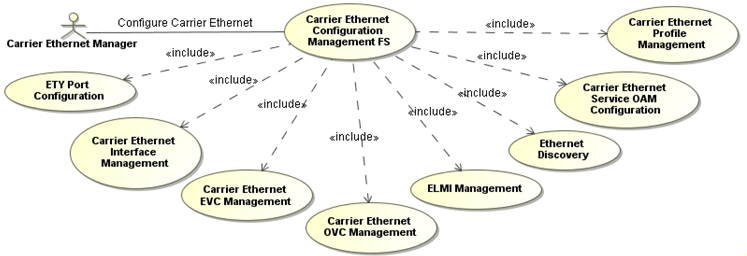 Carrier Ethernet Manager
Configure Carrier Ethernet
Carrier Ethernet
Configuration
Management FS
«include»
«include»
«include»
«include»
«include»
«include»
«include»
«include»
«include»
Carrier Ethernet
Profile
Management
ETY Port
Configuration
Carrier Ethernet
Service OAM
Configuration
Carrier Ethernet
Interface
Management
Ethernet
Discovery
Carrier Ethernet
EVC Management
ELMI Management
Carrier Ethernet
OVC Management